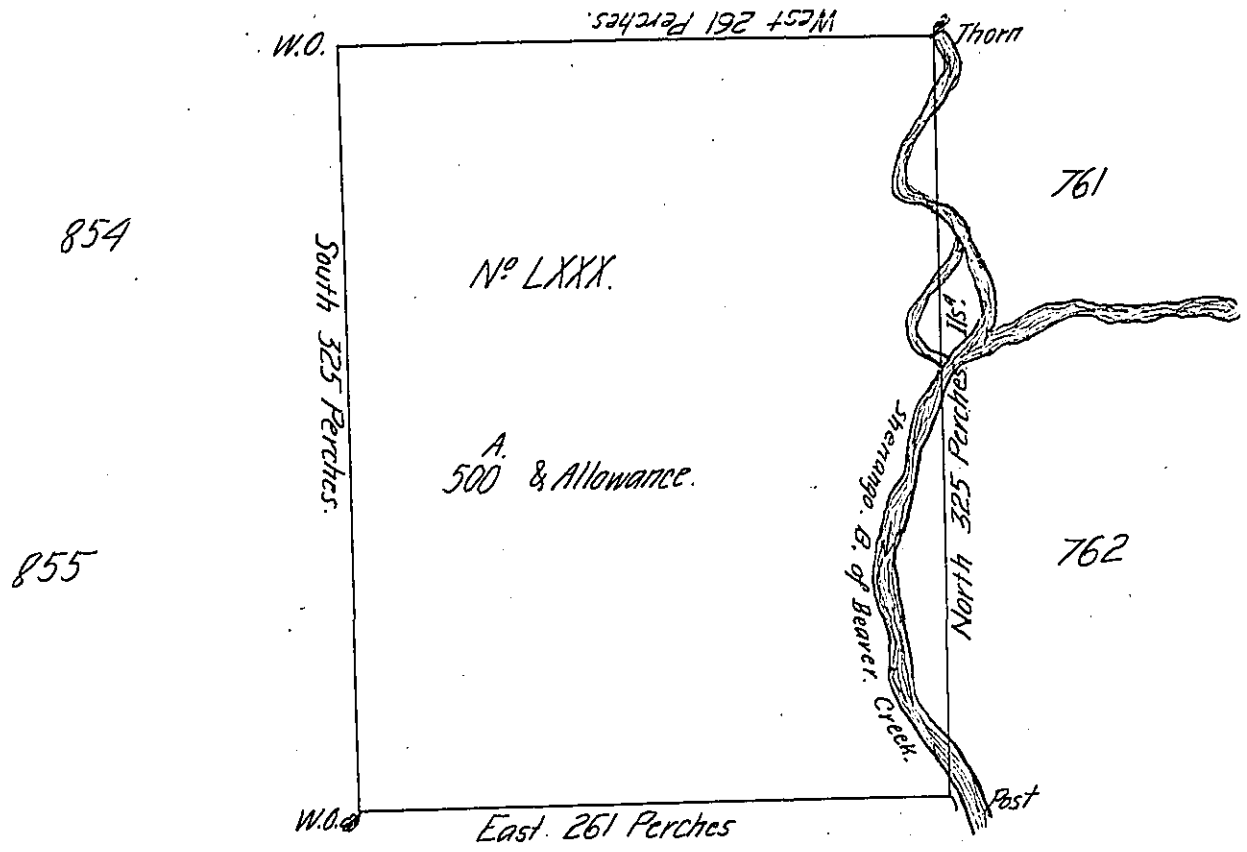 West 261 Perches.
W.O.
Thorn
761
854
South 325 Perches.
Nº LXXX.
Isᵈ.
A.
500 & Allowance.
Shenango. B. of Beaver. Creek.
North 325 Perches
762
855
W.O.
East. 261 Perches
Post